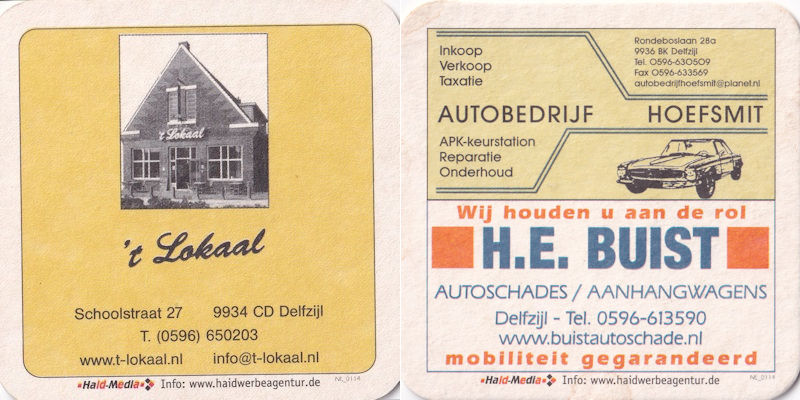 't Lokaal
't Lokaal
Schoolstraat 27 9934 CD Delfzijl
T. (0596) 650203
www.t-lokaal.nl info@t-lokaal.nl
Haid-Media Info: www.haidwerbeagentur.de
NL_0114
Inkoop
Verkoop
Taxatie
Rondeboslaan 28a
9936 BK Delfzijl
Tel. 0596-630509
Fax 0596-633569
autobedrijfhoefsmit@planet.nl
AUTOBEDRIJF HOEFSMIT
APK-keurstation
Reparatie
Onderhoud
Wij houden u aan de rol
H.E. BUIST
AUTOSCHADES / AANHANGWAGENS
Delfzijl - Tel. 0596-613590
www.buistautoschade.nl
mobiliteit gegarandeerd
Haid-Media Info: www.haidwerbeagentur.de
NL_0114